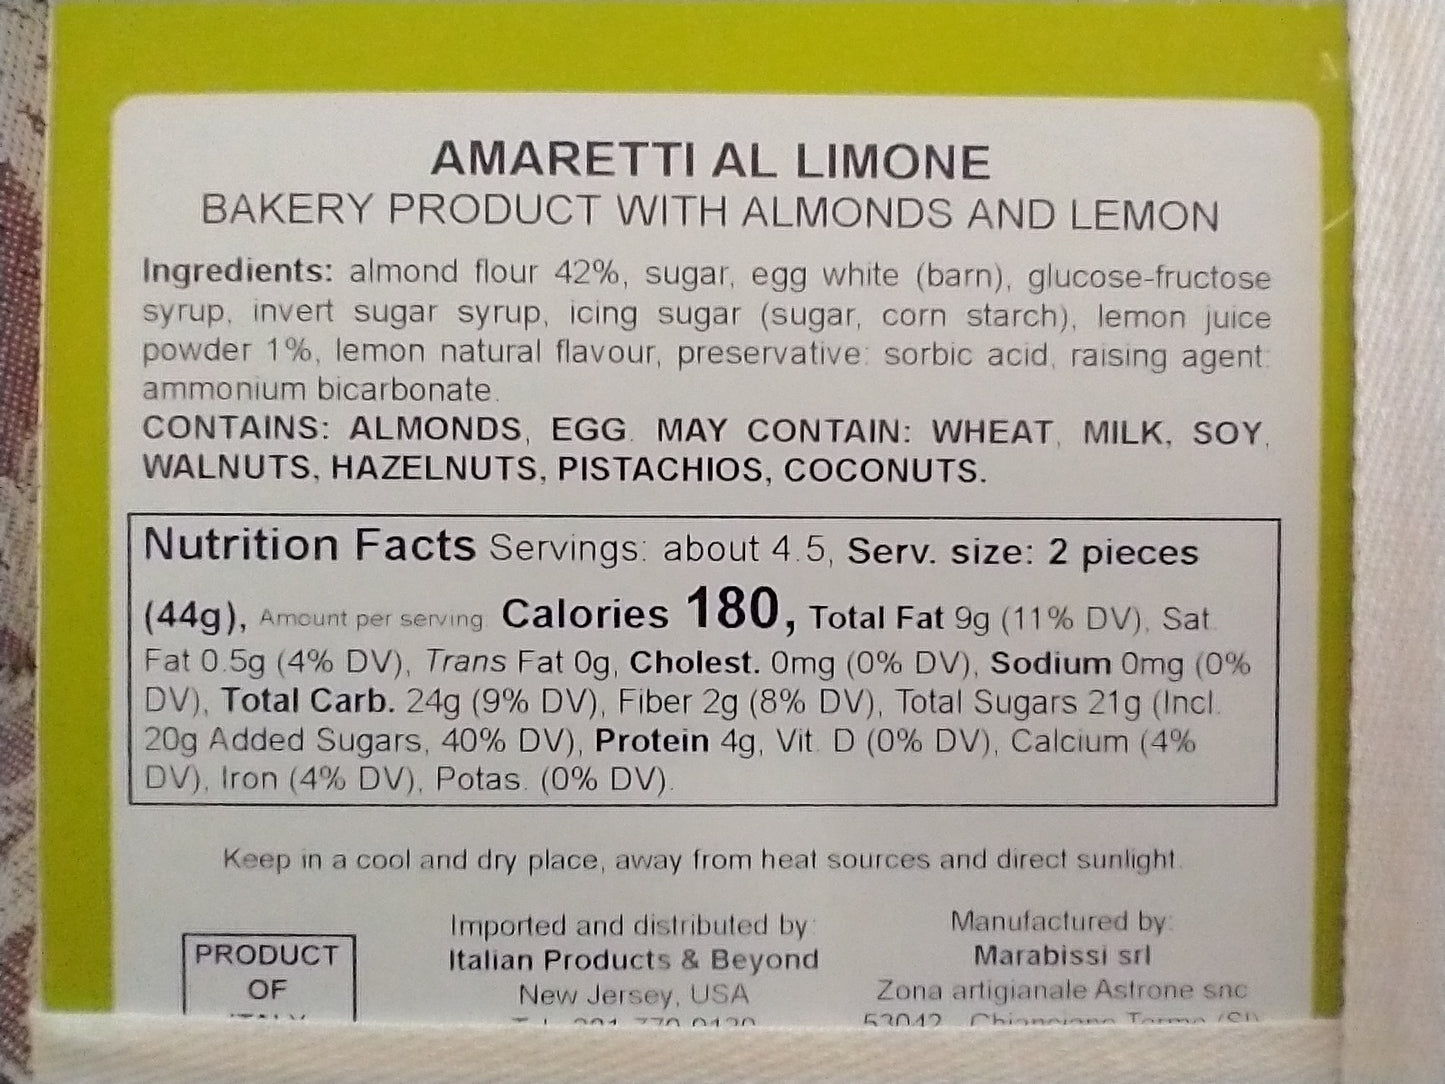 AMARETTI AL LIMONE
BAKERY PRODUCT WITH ALMONDS AND LEMON
Ingredients: almond flour 42%, sugar, egg white (barn), glucose-fructose
syrup, invert sugar syrup, icing sugar (sugar, corn starch), lemon juice
powder 1%, lemon natural flavour, preservative: sorbic acid, raising agent:
ammonium bicarbonate.
CONTAINS: ALMONDS, EGG. MAY CONTAIN: WHEAT, MILK, SOY,
WALNUTS, HAZELNUTS, PISTACHIOS, COCONUTS.
Nutrition Facts Servings: about 4.5, Serv. size: 2 pieces
(44g), Amount per serving: Calories 180, Total Fat 9g (11% DV), Sat.
Fat 0.5g (4% DV), Trans Fat 0g, Cholest. 0mg (0% DV), Sodium 0mg (0%
DV), Total Carb. 24g (9% DV), Fiber 2g (8% DV), Total Sugars 21g (Incl.
20g Added Sugars, 40% DV), Protein 4g, Vit. D (0% DV), Calcium (4%
DV), Iron (4% DV), Potas. (0% DV).
Keep in a cool and dry place, away from heat sources and direct sunlight.
PRODUCT
OF
Imported and distributed by:
Italian Products & Beyond
New Jersey, USA
Manufactured by:
Marabissi srl
Zona artigianale Astrone snc